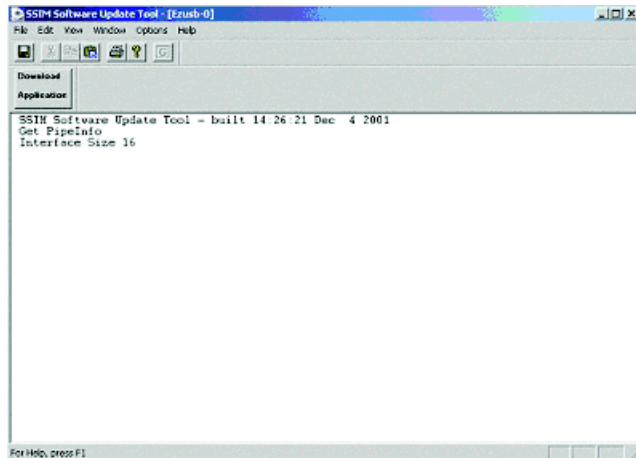 SSIM Software Update Tool - [Ezusb-0]
File Edit View Window Options Help
Download
Application
SSIM Software Update Tool - built 14:26:21 Dec 4 2001
Get PipeInfo
Interface Size 16
For Help, press F1